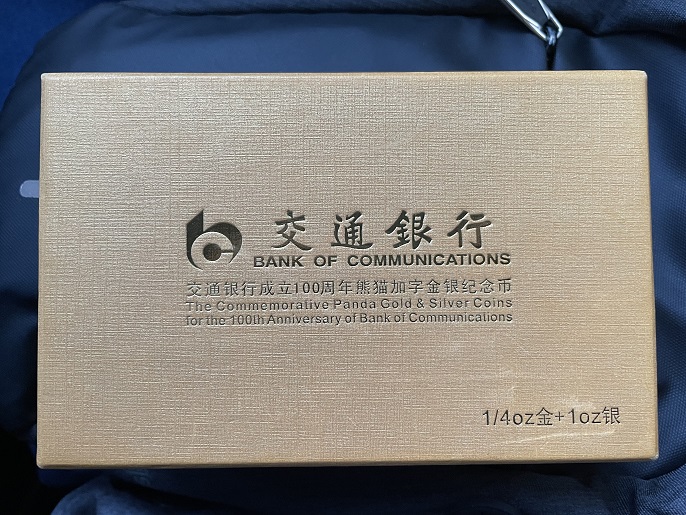 交通銀行
BANK OF COMMUNICATIONS
交通银行成立100周年熊猫加字金银纪念币
The Commemorative Panda Gold & Silver Coins
for the 100th Anniversary of Bank of Communications
1/4oz金+1oz银